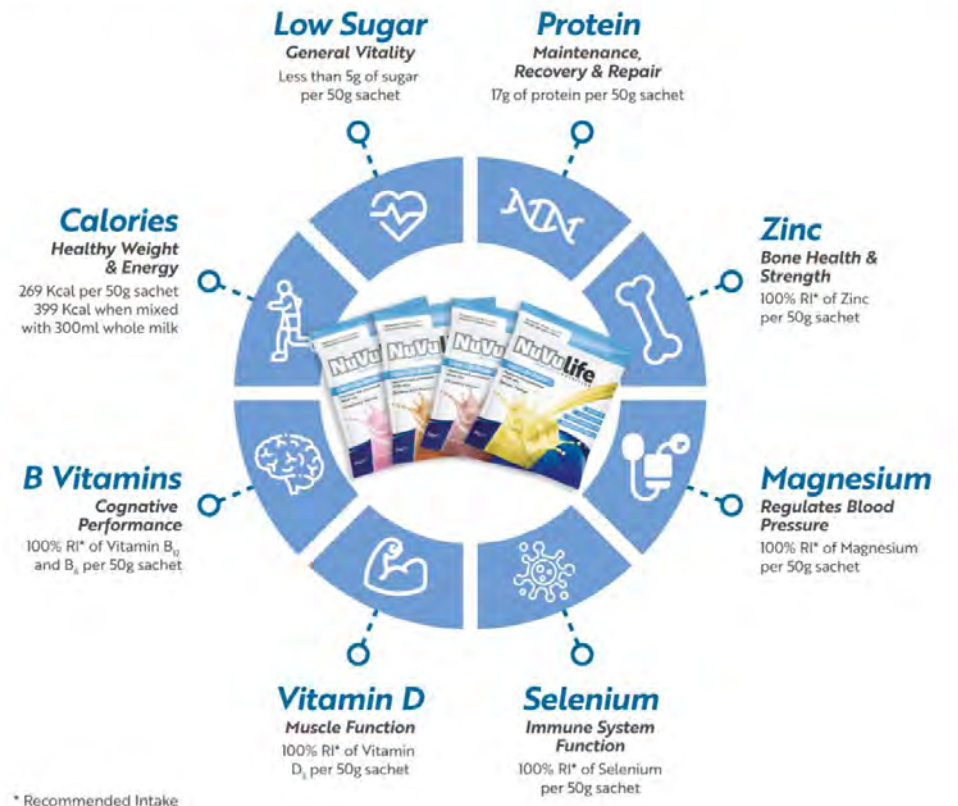 Low Sugar
General Vitality
Less than 5g of sugar
per 50g sachet
Protein
Maintenance,
Recovery & Repair
17g of protein per 50g sachet
Calories
Healthy Weight
& Energy
269 Kcal per 50g sachet
399 Kcal when mixed
with 300ml whole milk
Zinc
Bone Health &
Strength
100% RI* of Zinc
per 50g sachet
NuVu
NuVu
NuVu
NuVulife
B Vitamins
Cognative
Performance
100% RI* of Vitamin B₁₂
and B₆ per 50g sachet
Magnesium
Regulates Blood
Pressure
100% RI* of Magnesium
per 50g sachet
Vitamin D
Muscle Function
100% RI* of Vitamin
D₃ per 50g sachet
Selenium
Immune System
Function
100% RI* of Selenium
per 50g sachet
* Recommended Intake